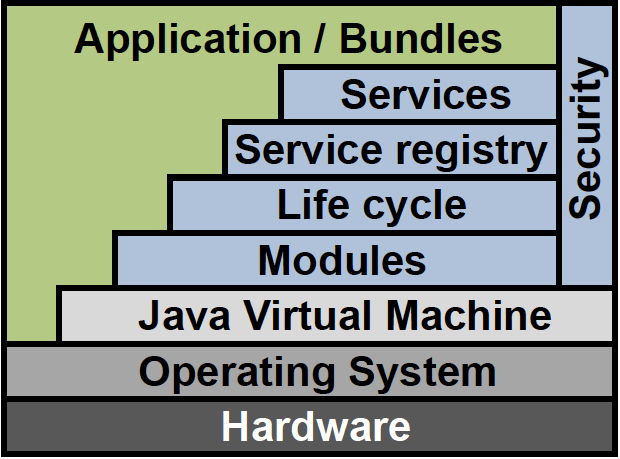 Application / Bundles
Services
Service registry
Life cycle
Modules
Security
Java Virtual Machine
Operating System
Hardware